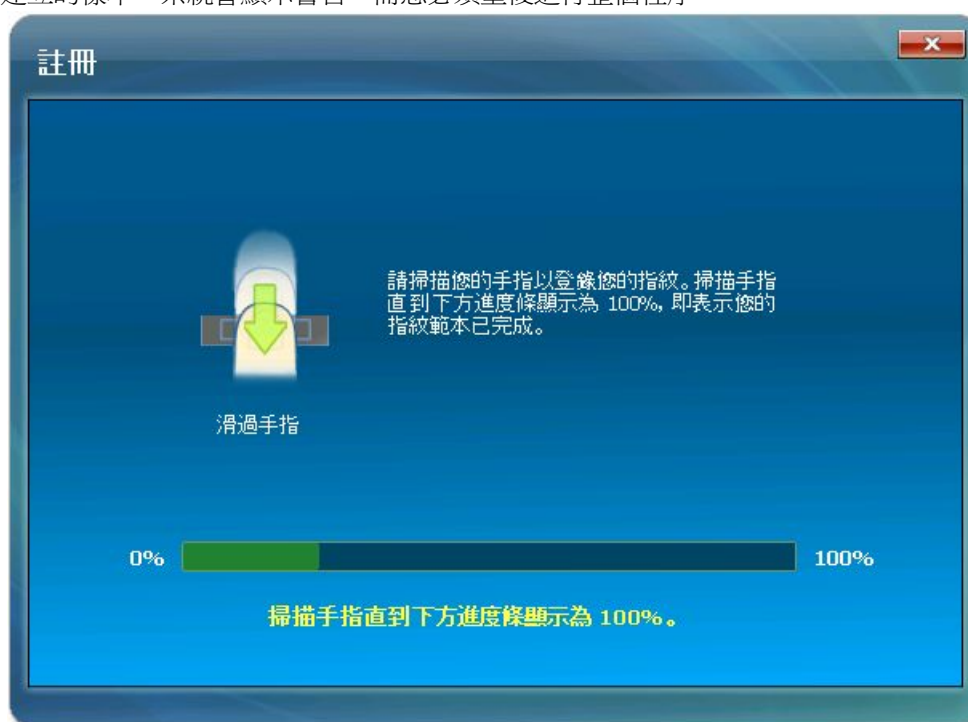 註冊
請掃描您的手指以登錄您的指紋。掃描手指
直到下方進度條顯示為 100%, 即表示您的
指紋範本已完成。
滑過手指
0%
100%
掃描手指直到下方進度條顯示為 100%。